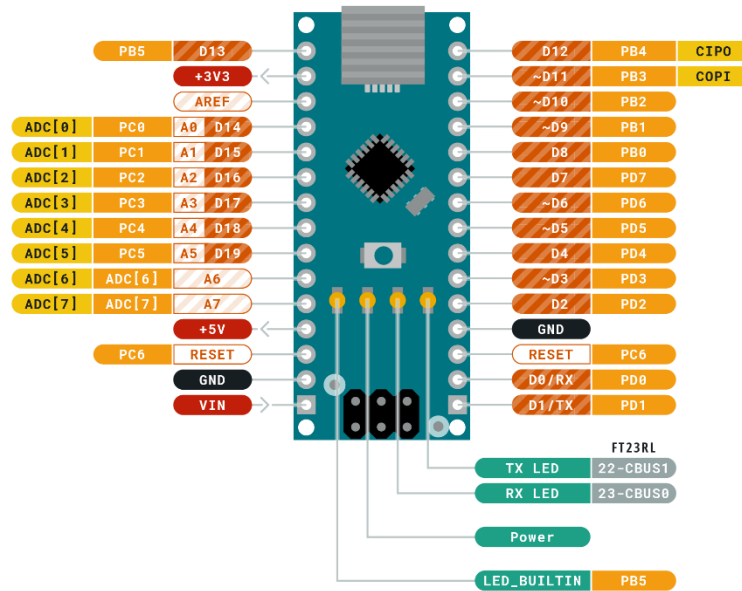 PB5 D13 D12 PB4 CIPO
+3V3 ~D11 PB3 COPI
AREF ~D10 PB2
ADC[0] PC0 A0 D14 ~D9 PB1
ADC[1] PC1 A1 D15 D8 PB0
ADC[2] PC2 A2 D16 D7 PD7
ADC[3] PC3 A3 D17 ~D6 PD6
ADC[4] PC4 A4 D18 ~D5 PD5
ADC[5] PC5 A5 D19 D4 PD4
ADC[6] ADC[6] A6 ~D3 PD3
ADC[7] ADC[7] A7 D2 PD2
+5V GND
PC6 RESET RESET PC6
GND D0/RX PD0
VIN D1/TX PD1
FT23RL
TX LED 22-CBUS1
RX LED 23-CBUS0
Power
LED_BUILTIN PB5